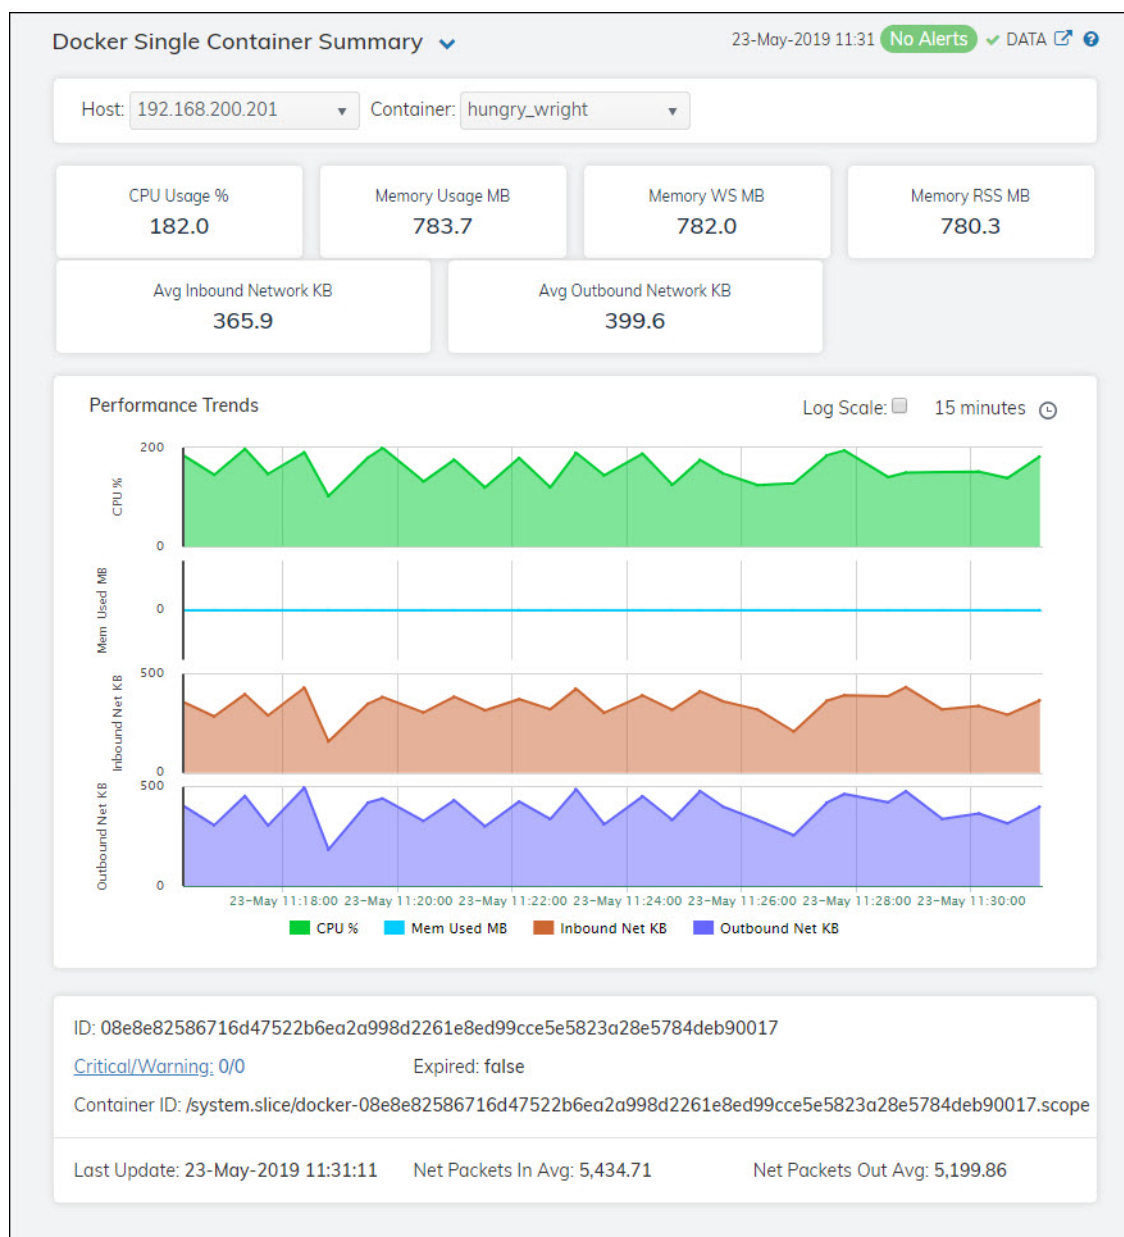 Docker Single Container Summary
23-May-2019 11:31 No Alerts DATA
Host: 192.168.200.201 Container: hungry_wright
CPU Usage %
182.0
Memory Usage MB
783.7
Memory WS MB
782.0
Memory RSS MB
780.3
Avg Inbound Network KB
365.9
Avg Outbound Network KB
399.6
Performance Trends
Log Scale: 15 minutes
200
CPU %
0
Mem Used MB
0
500
Inbound Net KB
0
500
Outbound Net KB
0
23-May 11:18:00 23-May 11:20:00 23-May 11:22:00 23-May 11:24:00 23-May 11:26:00 23-May 11:28:00 23-May 11:30:00
CPU % Mem Used MB Inbound Net KB Outbound Net KB
ID: 08e8e82586716d47522b6ea2a998d2261e8ed99cce5e5823a28e5784deb90017
Critical/Warning: 0/0 Expired: false
Container ID: /system.slice/docker-08e8e82586716d47522b6ea2a998d2261e8ed99cce5e5823a28e5784deb90017.scope
Last Update: 23-May-2019 11:31:11 Net Packets In Avg: 5,434.71 Net Packets Out Avg: 5,199.86